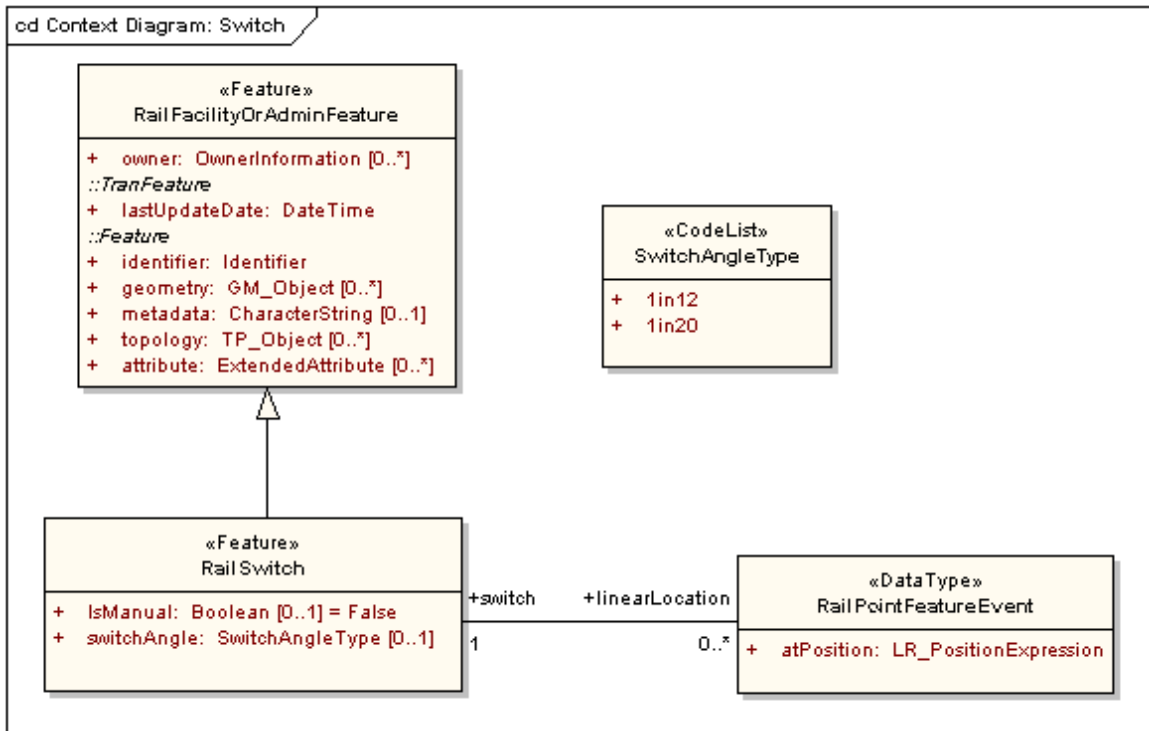 cd Context Diagram: Switch
«Feature»
RailFacilityOrAdminFeature
+ owner: OwnerInformation [0..*]
::TranFeature
+ lastUpdateDate: DateTime
::Feature
+ identifier: Identifier
+ geometry: GM_Object [0..*]
+ metadata: CharacterString [0..1]
+ topology: TP_Object [0..*]
+ attribute: ExtendedAttribute [0..*]
«CodeList»
SwitchAngleType
+ 1in12
+ 1in20
«Feature»
RailSwitch
+ IsManual: Boolean [0..1] = False
+ switchAngle: SwitchAngleType [0..1]
+switch +linearLocation
1 0..*
«DataType»
RailPointFeatureEvent
+ atPosition: LR_PositionExpression